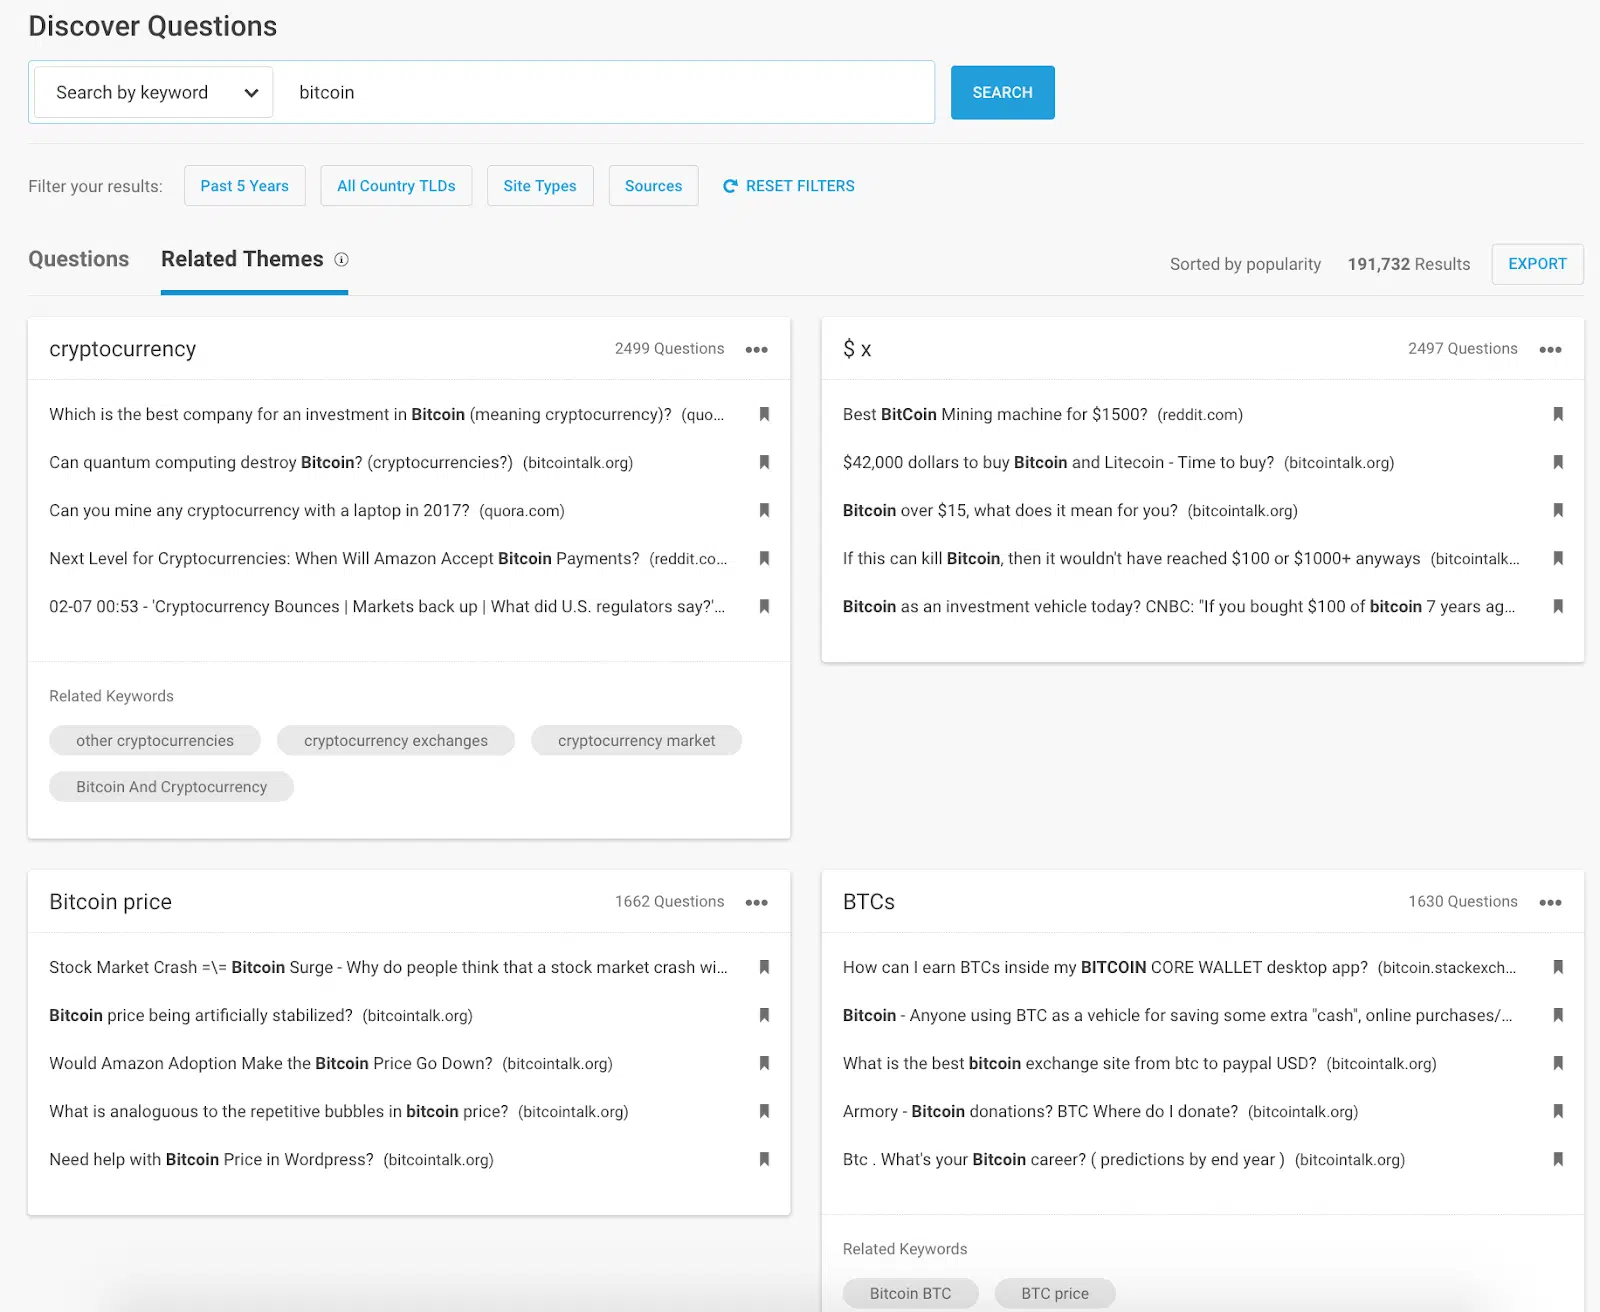 Discover Questions
Search by keyword
bitcoin
SEARCH
Filter your results:
Past 5 Years
All Country TLDs
Site Types
Sources
RESET FILTERS
Questions
Related Themes
Sorted by popularity
191,732 Results
EXPORT
cryptocurrency
2499 Questions
Which is the best company for an investment in Bitcoin (meaning cryptocurrency)? (quo...
Can quantum computing destroy Bitcoin? (cryptocurrencies?) (bitcointalk.org)
Can you mine any cryptocurrency with a laptop in 2017? (quora.com)
Next Level for Cryptocurrencies: When Will Amazon Accept Bitcoin Payments? (reddit.co...
02-07 00:53 - 'Cryptocurrency Bounces | Markets back up | What did U.S. regulators say?'...
Related Keywords
other cryptocurrencies
cryptocurrency exchanges
cryptocurrency market
Bitcoin And Cryptocurrency
$ x
2497 Questions
Best BitCoin Mining machine for $1500? (reddit.com)
$42,000 dollars to buy Bitcoin and Litecoin - Time to buy? (bitcointalk.org)
Bitcoin over $15, what does it mean for you? (bitcointalk.org)
If this can kill Bitcoin, then it wouldn't have reached $100 or $1000+ anyways (bitcointalk...
Bitcoin as an investment vehicle today? CNBC: "If you bought $100 of bitcoin 7 years ag...
Bitcoin price
1662 Questions
Stock Market Crash =\= Bitcoin Surge - Why do people think that a stock market crash wi...
Bitcoin price being artificially stabilized? (bitcointalk.org)
Would Amazon Adoption Make the Bitcoin Price Go Down? (bitcointalk.org)
What is analoguous to the repetitive bubbles in bitcoin price? (bitcointalk.org)
Need help with Bitcoin Price in Wordpress? (bitcointalk.org)
BTCs
1630 Questions
How can I earn BTCs inside my BITCOIN CORE WALLET desktop app? (bitcoin.stackexch...
Bitcoin - Anyone using BTC as a vehicle for saving some extra "cash", online purchases/...
What is the best bitcoin exchange site from btc to paypal USD? (bitcointalk.org)
Armory - Bitcoin donations? BTC Where do I donate? (bitcointalk.org)
Btc . What's your Bitcoin career? ( predictions by end year ) (bitcointalk.org)
Related Keywords
Bitcoin BTC
BTC price